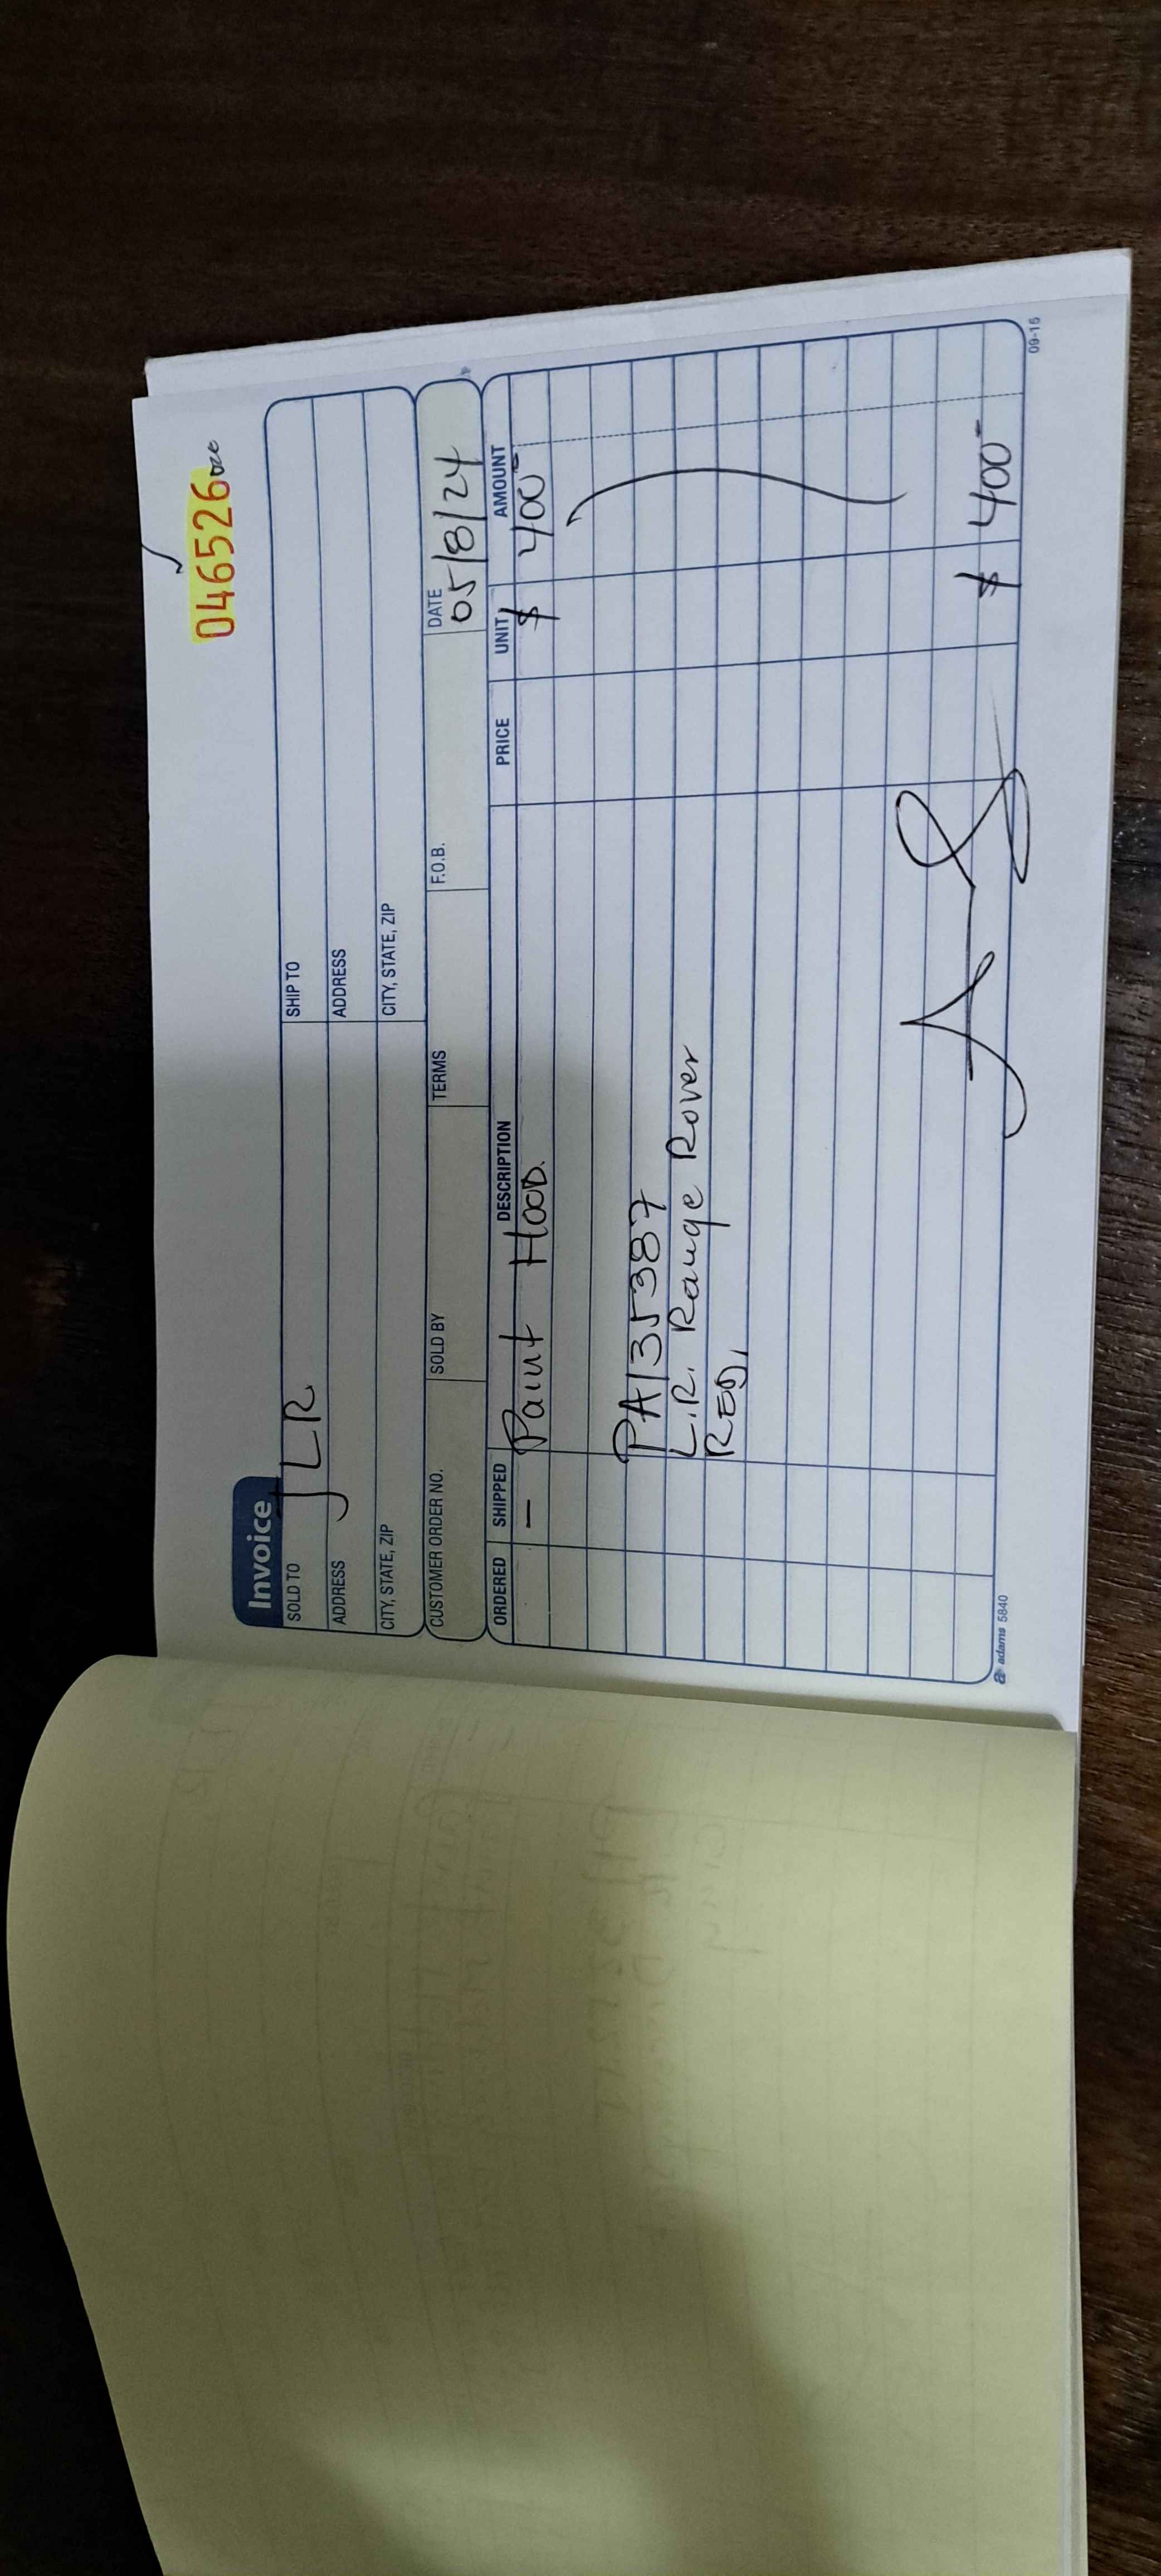 046526
Invoice
SOLD TO JLR
SHIP TO
ADDRESS
ADDRESS
CITY, STATE, ZIP
CITY, STATE, ZIP
CUSTOMER ORDER NO. SOLD BY TERMS F.O.B. DATE 05/8/24
ORDERED SHIPPED DESCRIPTION PRICE UNIT AMOUNT
– Paint HOOD. $ 400-
PA135387
L.R. Range Rover
RED,
$ 400-
adams 5840
09-15